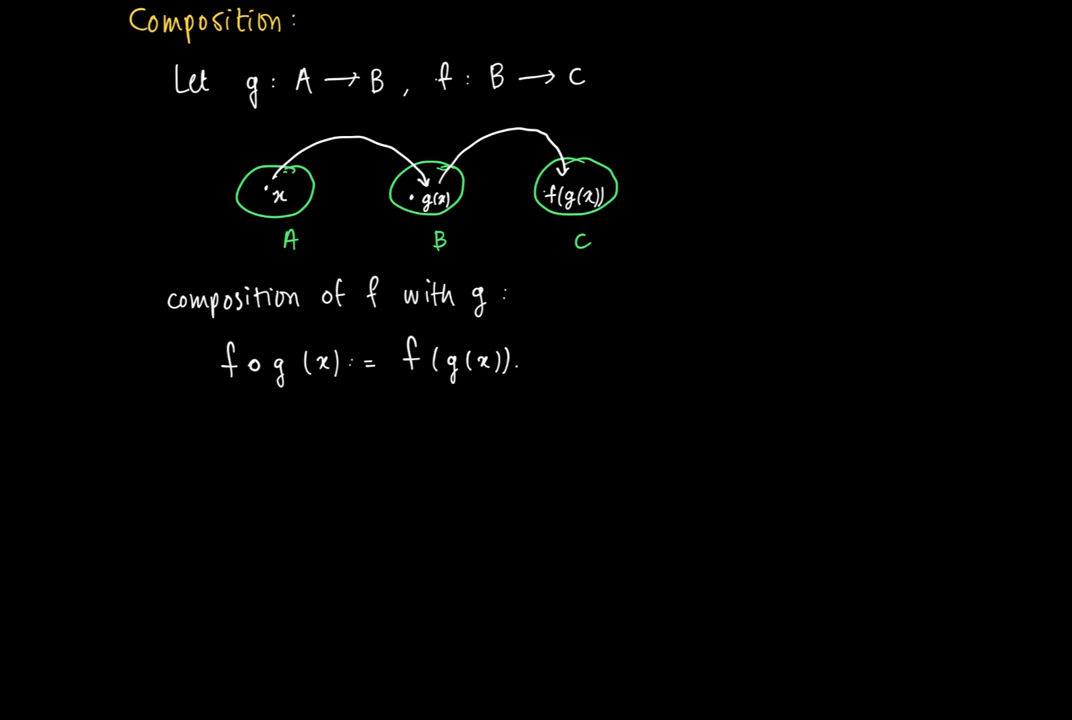 Composition:
Let g: A → B, f: B → C
x g(x) f(g(x))
A B C
composition of f with g:
f o g (x) := f(g(x)).